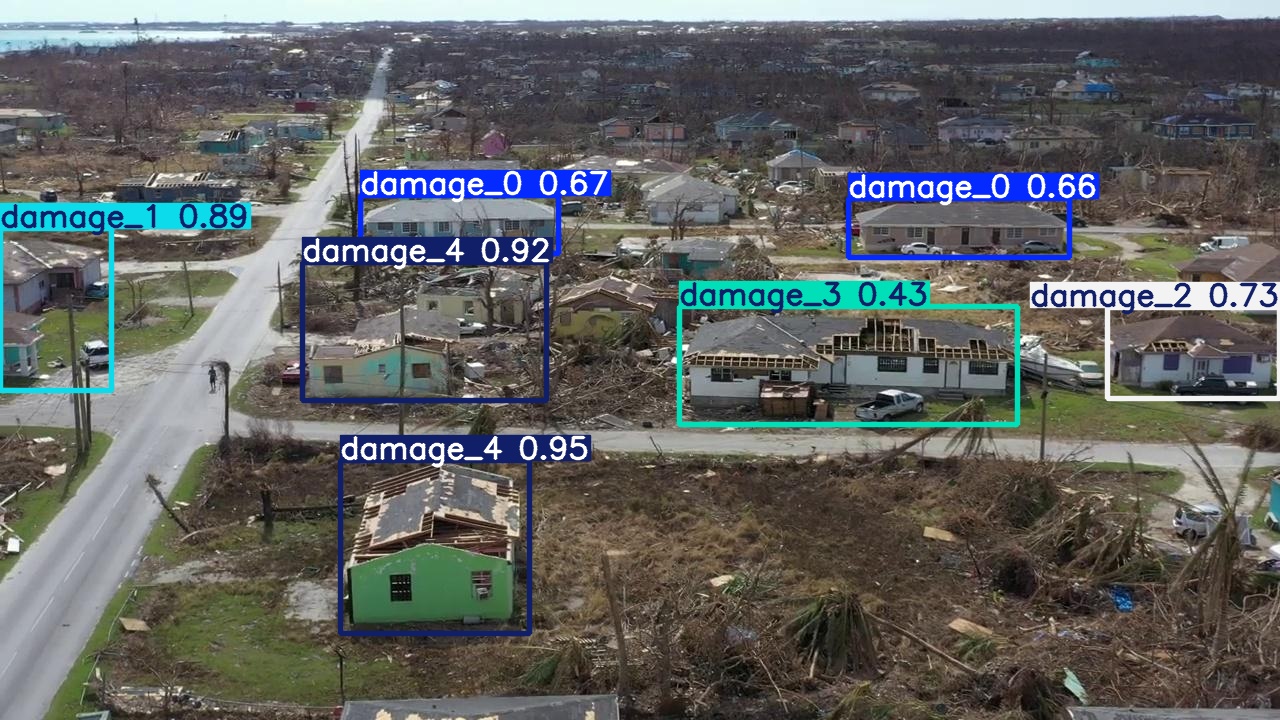 damage_0 0.67
damage_0 0.66
damage_1 0.89
damage_4 0.92
damage_3 0.43
damage_2 0.73
damage_4 0.95